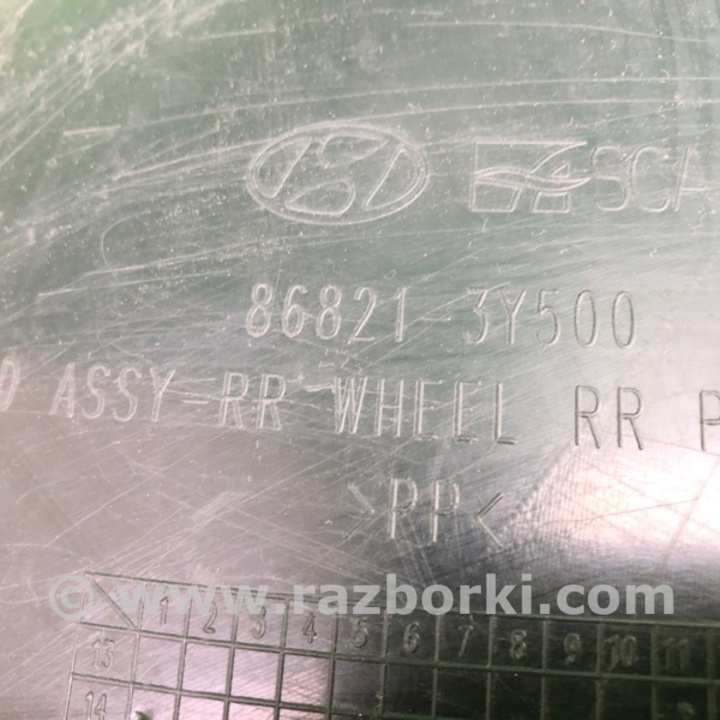 SCA
86821-3Y500
D ASSY-RR WHEEL RR P
>PP<
© www.razborki.com
1 2 3 4 5 6 7 8 9 10 11
13
14